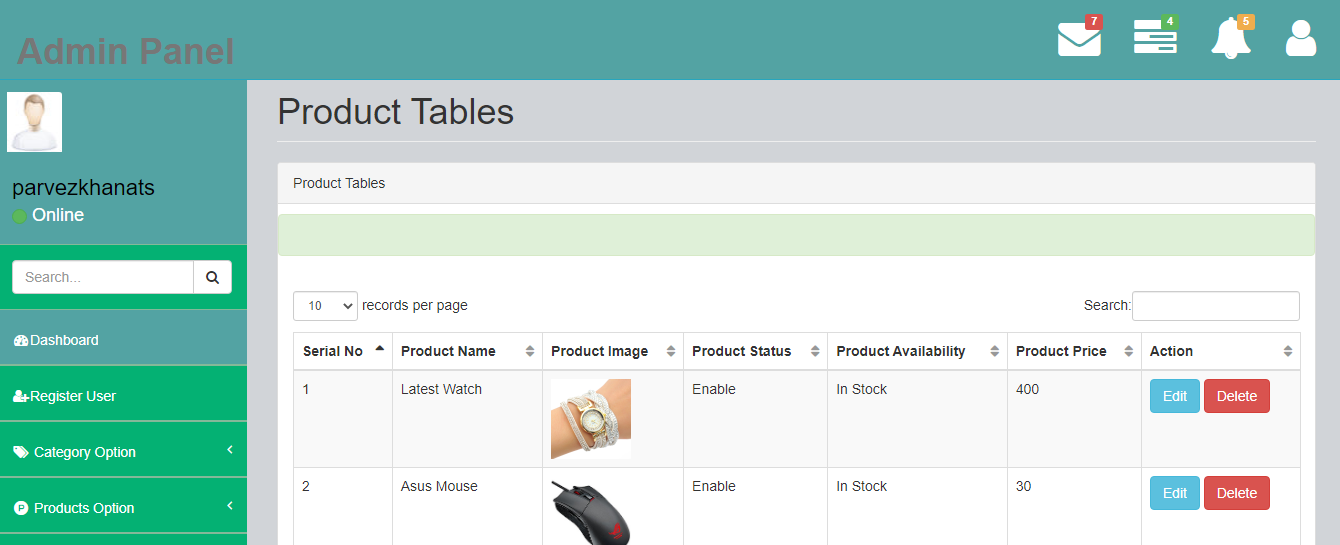 Admin Panel
7
4
5
parvezkhanats
Online
Search...
Dashboard
Register User
Category Option
P Products Option
Product Tables
Product Tables
10 records per page
Search:
Serial No Product Name Product Image Product Status Product Availability Product Price Action
1 Latest Watch Enable In Stock 400 Edit Delete
2 Asus Mouse Enable In Stock 30 Edit Delete